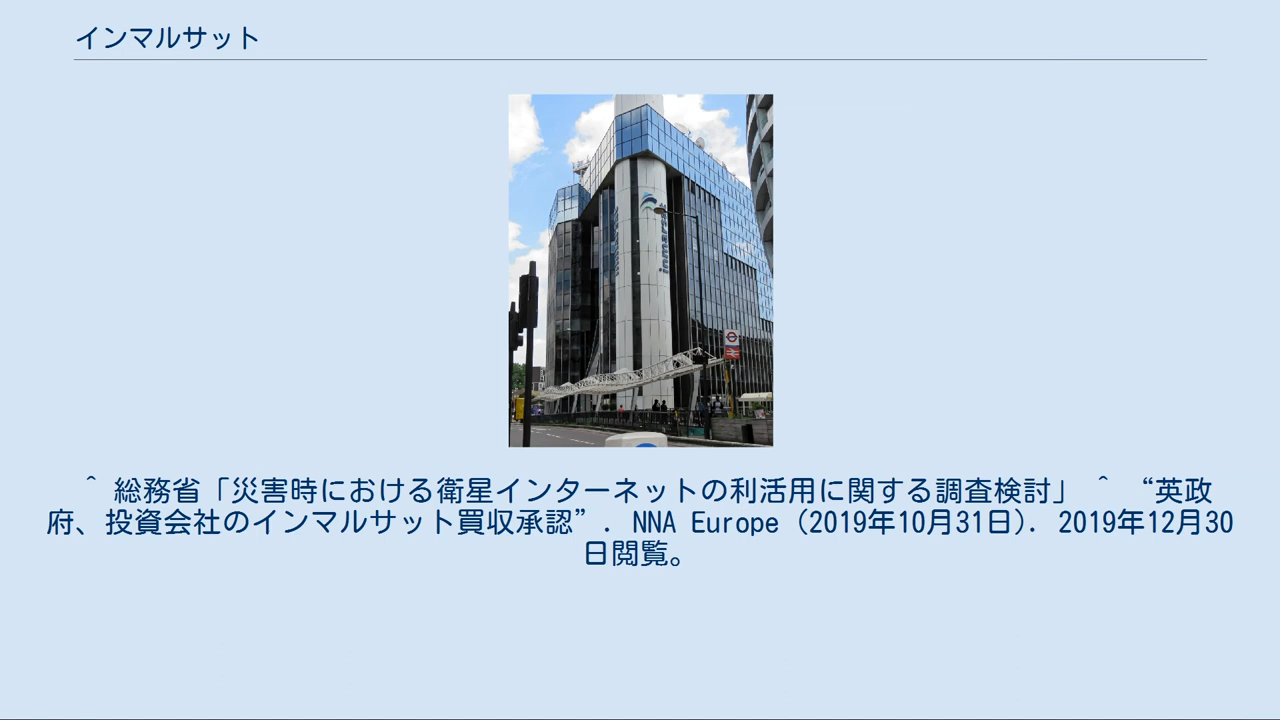 インマルサット
inmarsat
^ 総務省「災害時における衛星インターネットの利活用に関する調査検討」 ^ “英政
府、投資会社のインマルサット買収承認”. NNA Europe (2019年10月31日). 2019年12月30
日閲覧。